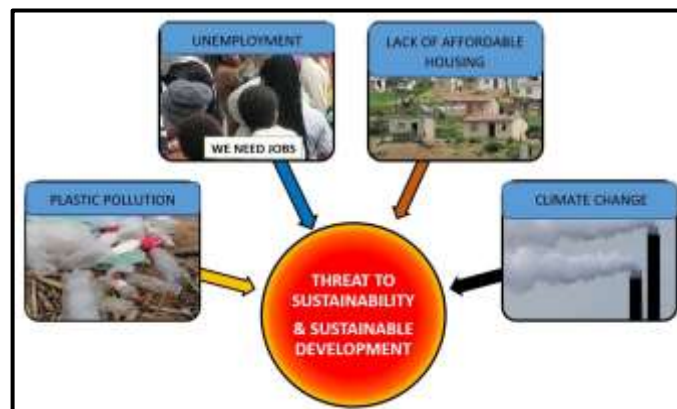 UNEMPLOYMENT
LACK OF AFFORDABLE
HOUSING
WE NEED JOBS
PLASTIC POLLUTION
CLIMATE CHANGE
THREAT TO
SUSTAINABILITY
& SUSTAINABLE
DEVELOPMENT